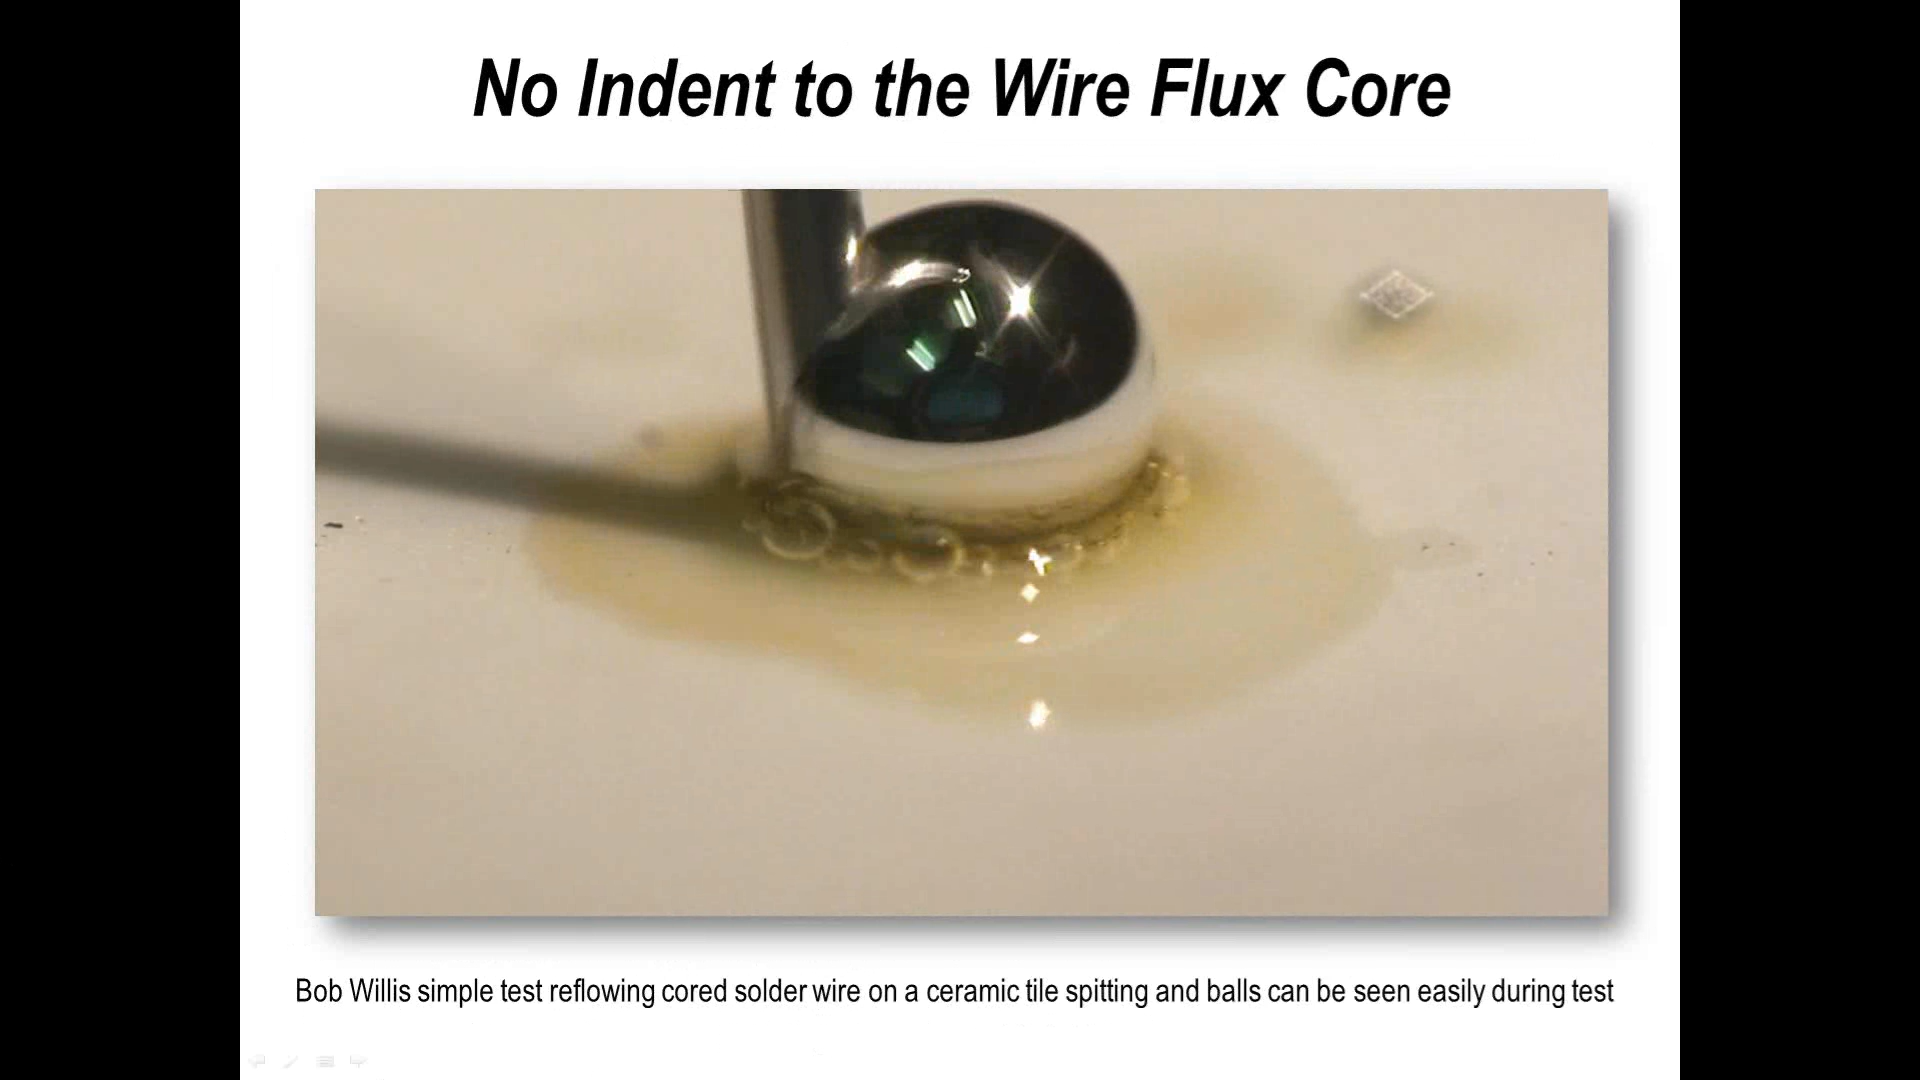 No Indent to the Wire Flux Core
Bob Willis simple test reflowing cored solder wire on a ceramic tile spitting and balls can be seen easily during test